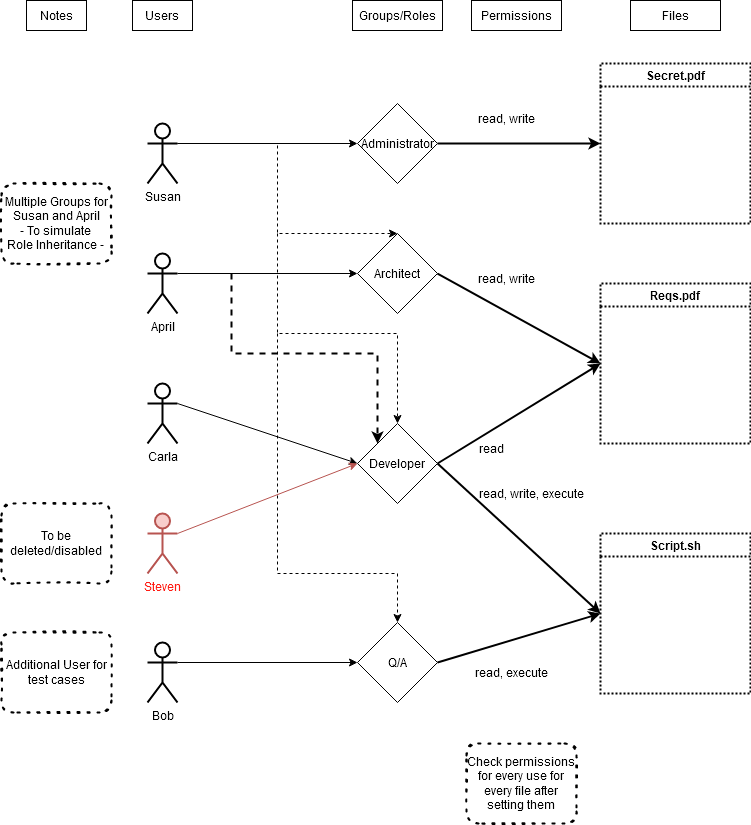 Notes
Users
Groups/Roles
Permissions
Files
Secret.pdf
read, write
Administrator
Susan
Multiple Groups for
Susan and April
- To simulate
Role Inheritance -
Architect
read, write
Reqs.pdf
April
read
Carla
Developer
read, write, execute
To be
deleted/disabled
Script.sh
Steven
Additional User for
test cases
Q/A
read, execute
Bob
Check permissions
for every use for
every file after
setting them